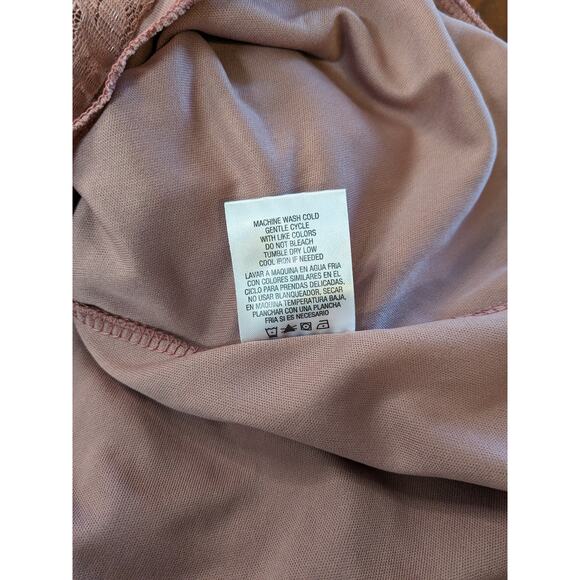 MACHINE WASH COLD
GENTLE CYCLE
WITH LIKE COLORS
DO NOT BLEACH
TUMBLE DRY LOW
COOL IRON IF NEEDED
LAVAR A MAQUINA EN AGUA FRIA
CON COLORES SIMILARES EN EL
CICLO PARA PRENDAS DELICADAS,
NO USAR BLANQUEADOR, SECAR
EN MAQUINA TEMPERATURA BAJA,
PLANCHAR CON UNA PLANCHA
FRIA SI ES NECESARIO